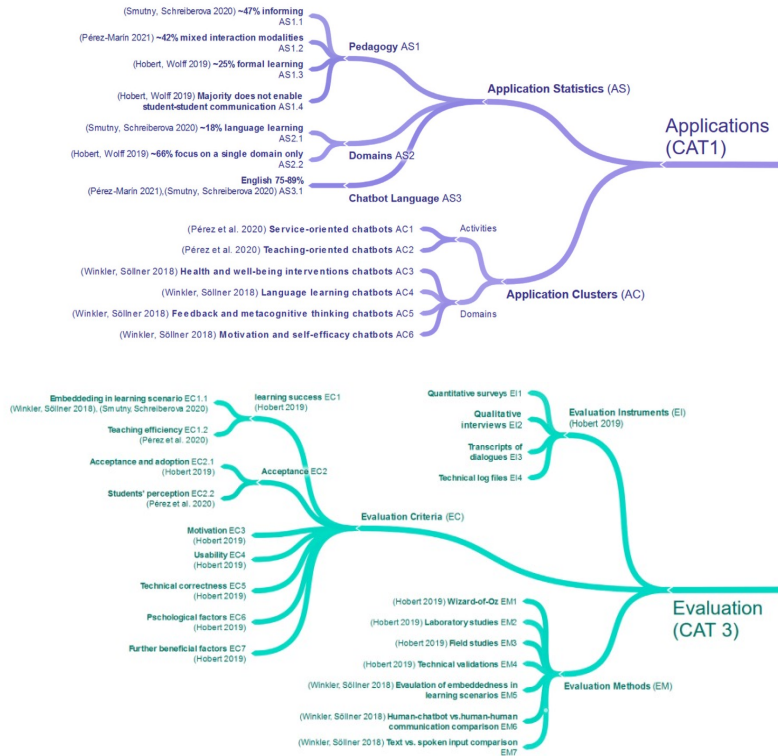 (Smutny, Schreiberova 2020) ~47% informing
AS1.1
(Pérez-Marín 2021) ~42% mixed interaction modalities
AS1.2
(Hobert, Wolff 2019) ~25% formal learning
AS1.3
(Hobert, Wolff 2019) Majority does not enable
student-student communication AS1.4
Pedagogy AS1
(Smutny, Schreiberova 2020) ~18% language learning
AS2.1
(Hobert, Wolff 2019) ~66% focus on a single domain only
AS2.2
Domains AS2
English 75-89%
(Pérez-Marín 2021),(Smutny, Schreiberova 2020) AS3.1
Chatbot Language AS3
Application Statistics (AS)
Applications
(CAT1)
(Pérez et al. 2020) Service-oriented chatbots AC1
(Pérez et al. 2020) Teaching-oriented chatbots AC2
Activities
(Winkler, Söllner 2018) Health and well-being interventions chatbots AC3
(Winkler, Söllner 2018) Language learning chatbots AC4
(Winkler, Söllner 2018) Feedback and metacognitive thinking chatbots AC5
(Winkler, Söllner 2018) Motivation and self-efficacy chatbots AC6
Domains
Application Clusters (AC)
Embeddeding in learning scenario EC1.1
(Winkler, Söllner 2018), (Smutny, Schreiberova 2020)
Teaching efficiency EC1.2
(Pérez et al. 2020)
learning success EC1
(Hobert 2019)
Acceptance and adoption EC2.1
(Hobert 2019)
Students' perception EC2.2
(Pérez et al. 2020)
Acceptance EC2
Motivation EC3
(Hobert 2019)
Usability EC4
(Hobert 2019)
Technical correctness EC5
(Hobert 2019)
Pschological factors EC6
(Hobert 2019)
Further beneficial factors EC7
(Hobert 2019)
Evaluation Criteria (EC)
Quantitative surveys EI1
Qualitative
interviews EI2
Transcripts of
dialogues EI3
Technical log files EI4
Evaluation Instruments (EI)
(Hobert 2019)
Evaluation
(CAT 3)
(Hobert 2019) Wizard-of-Oz EM1
(Hobert 2019) Laboratory studies EM2
(Hobert 2019) Field studies EM3
(Hobert 2019) Technical validations EM4
(Winkler, Söllner 2018) Evaulation of embeddedness in
learning scenarios EM5
(Winkler, Söllner 2018) Human-chatbot vs.human-human
communication comparison EM6
(Winkler, Söllner 2018) Text vs. spoken input comparison
EM7
Evaluation Methods (EM)